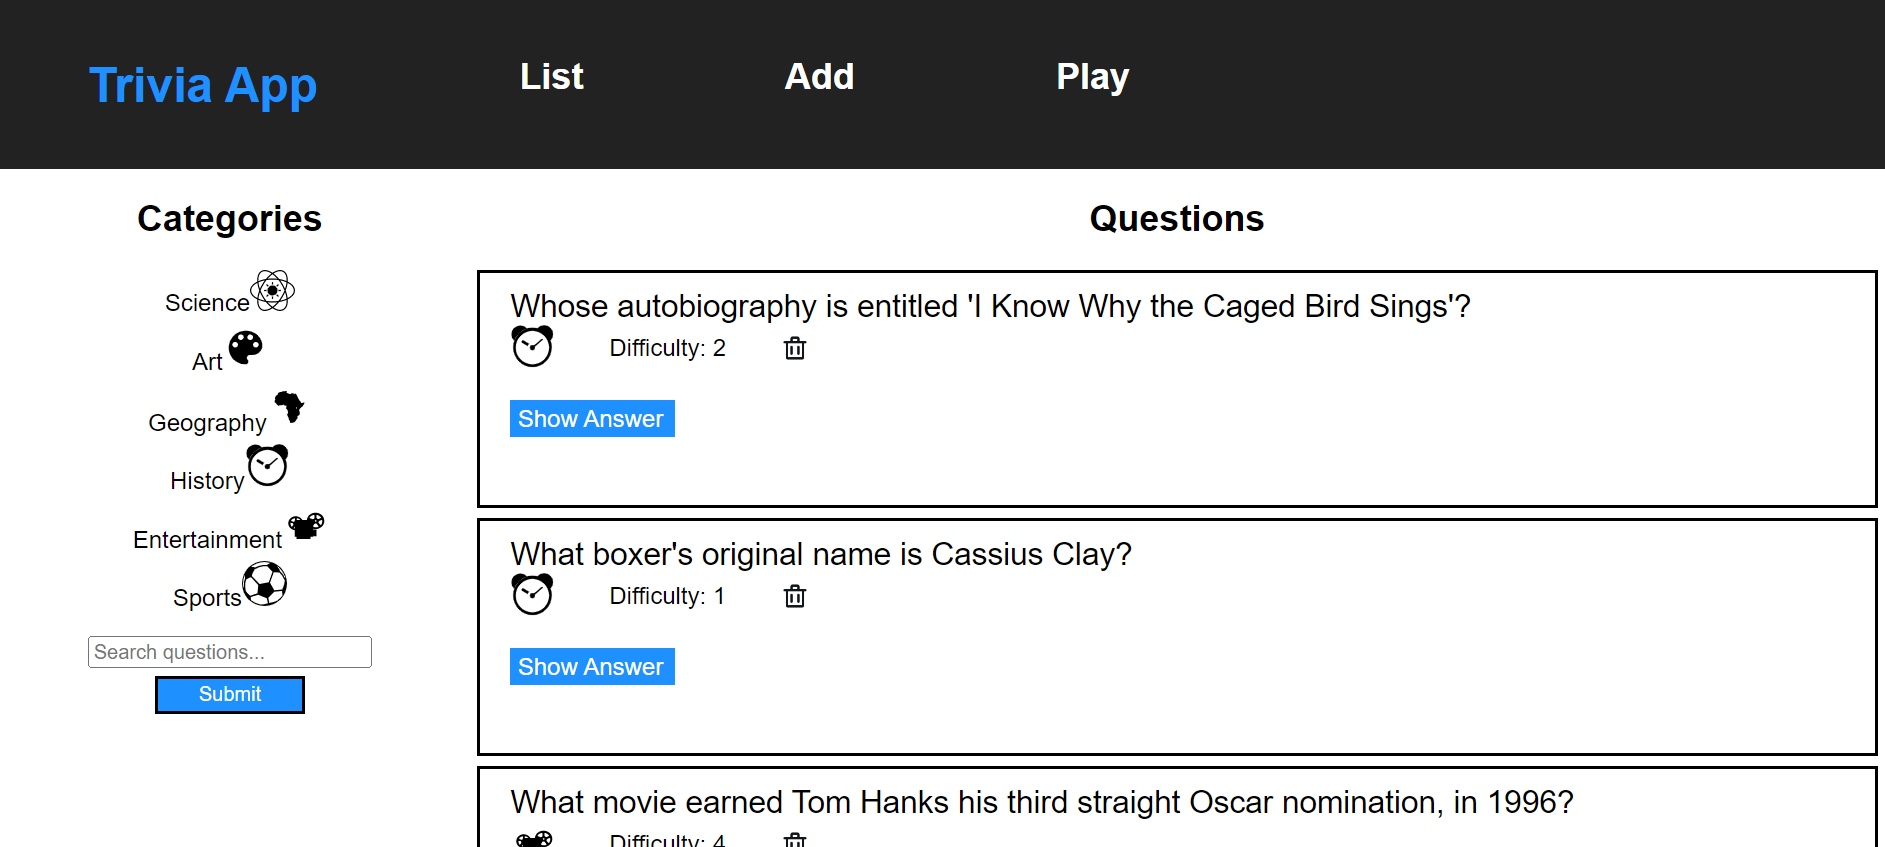 Trivia App
List
Add
Play
Categories
Science
Art
Geography
History
Entertainment
Sports
Search questions...
Submit
Questions
Whose autobiography is entitled 'I Know Why the Caged Bird Sings'?
Difficulty: 2
Show Answer
What boxer's original name is Cassius Clay?
Difficulty: 1
Show Answer
What movie earned Tom Hanks his third straight Oscar nomination, in 1996?
Difficulty: 4